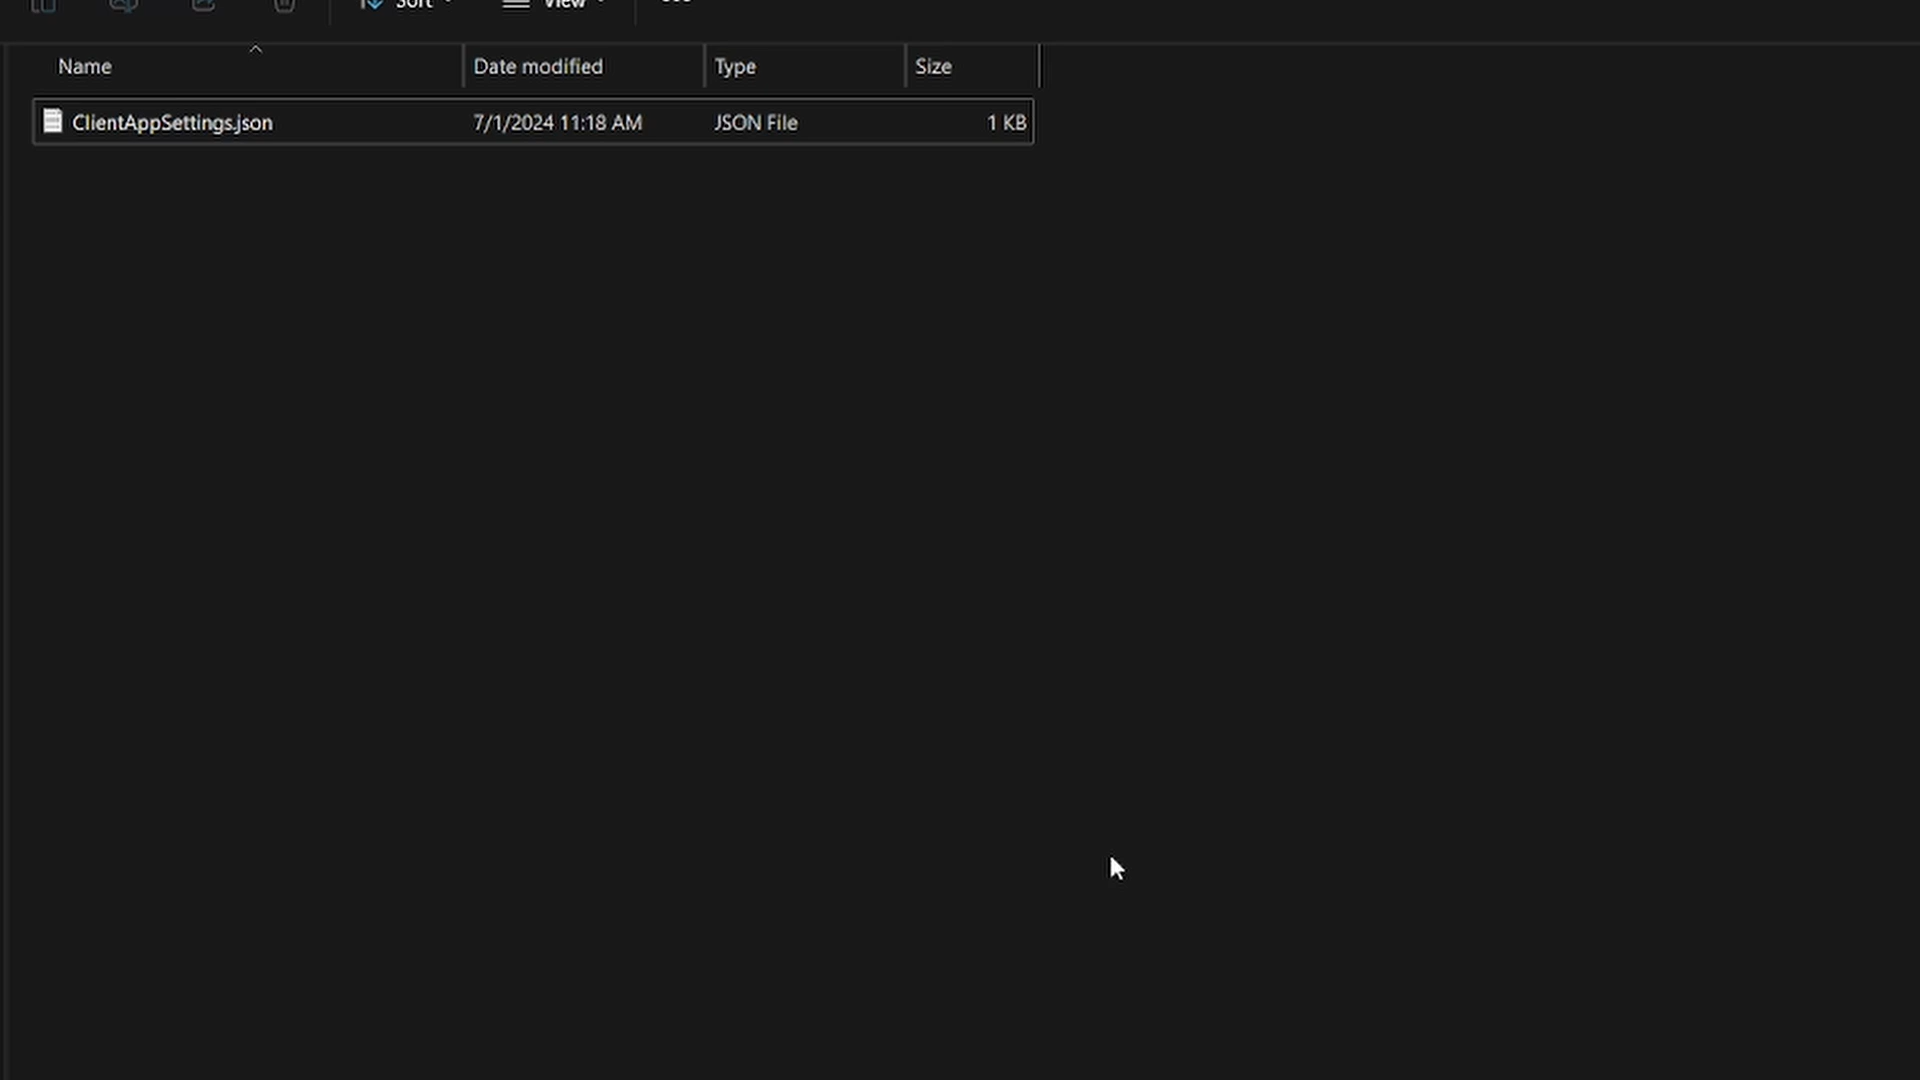 Sort View
Name Date modified Type Size
ClientAppSettings.json 7/1/2024 11:18 AM JSON File 1 KB